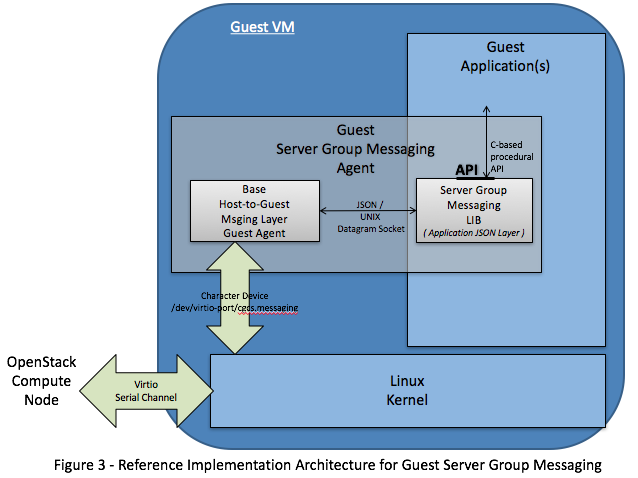 Guest VM
Guest
Application(s)
Guest
Server Group Messaging
Agent
C-based
procedural
API
API
Base
Host-to-Guest
Msging Layer
Guest Agent
JSON /
UNIX
Datagram Socket
Server Group
Messaging
LIB
( Application JSON Layer )
Character Device
/dev/virtio-port/cgcs.messaging
OpenStack
Compute
Node
Virtio
Serial Channel
Linux
Kernel
Figure 3 - Reference Implementation Architecture for Guest Server Group Messaging